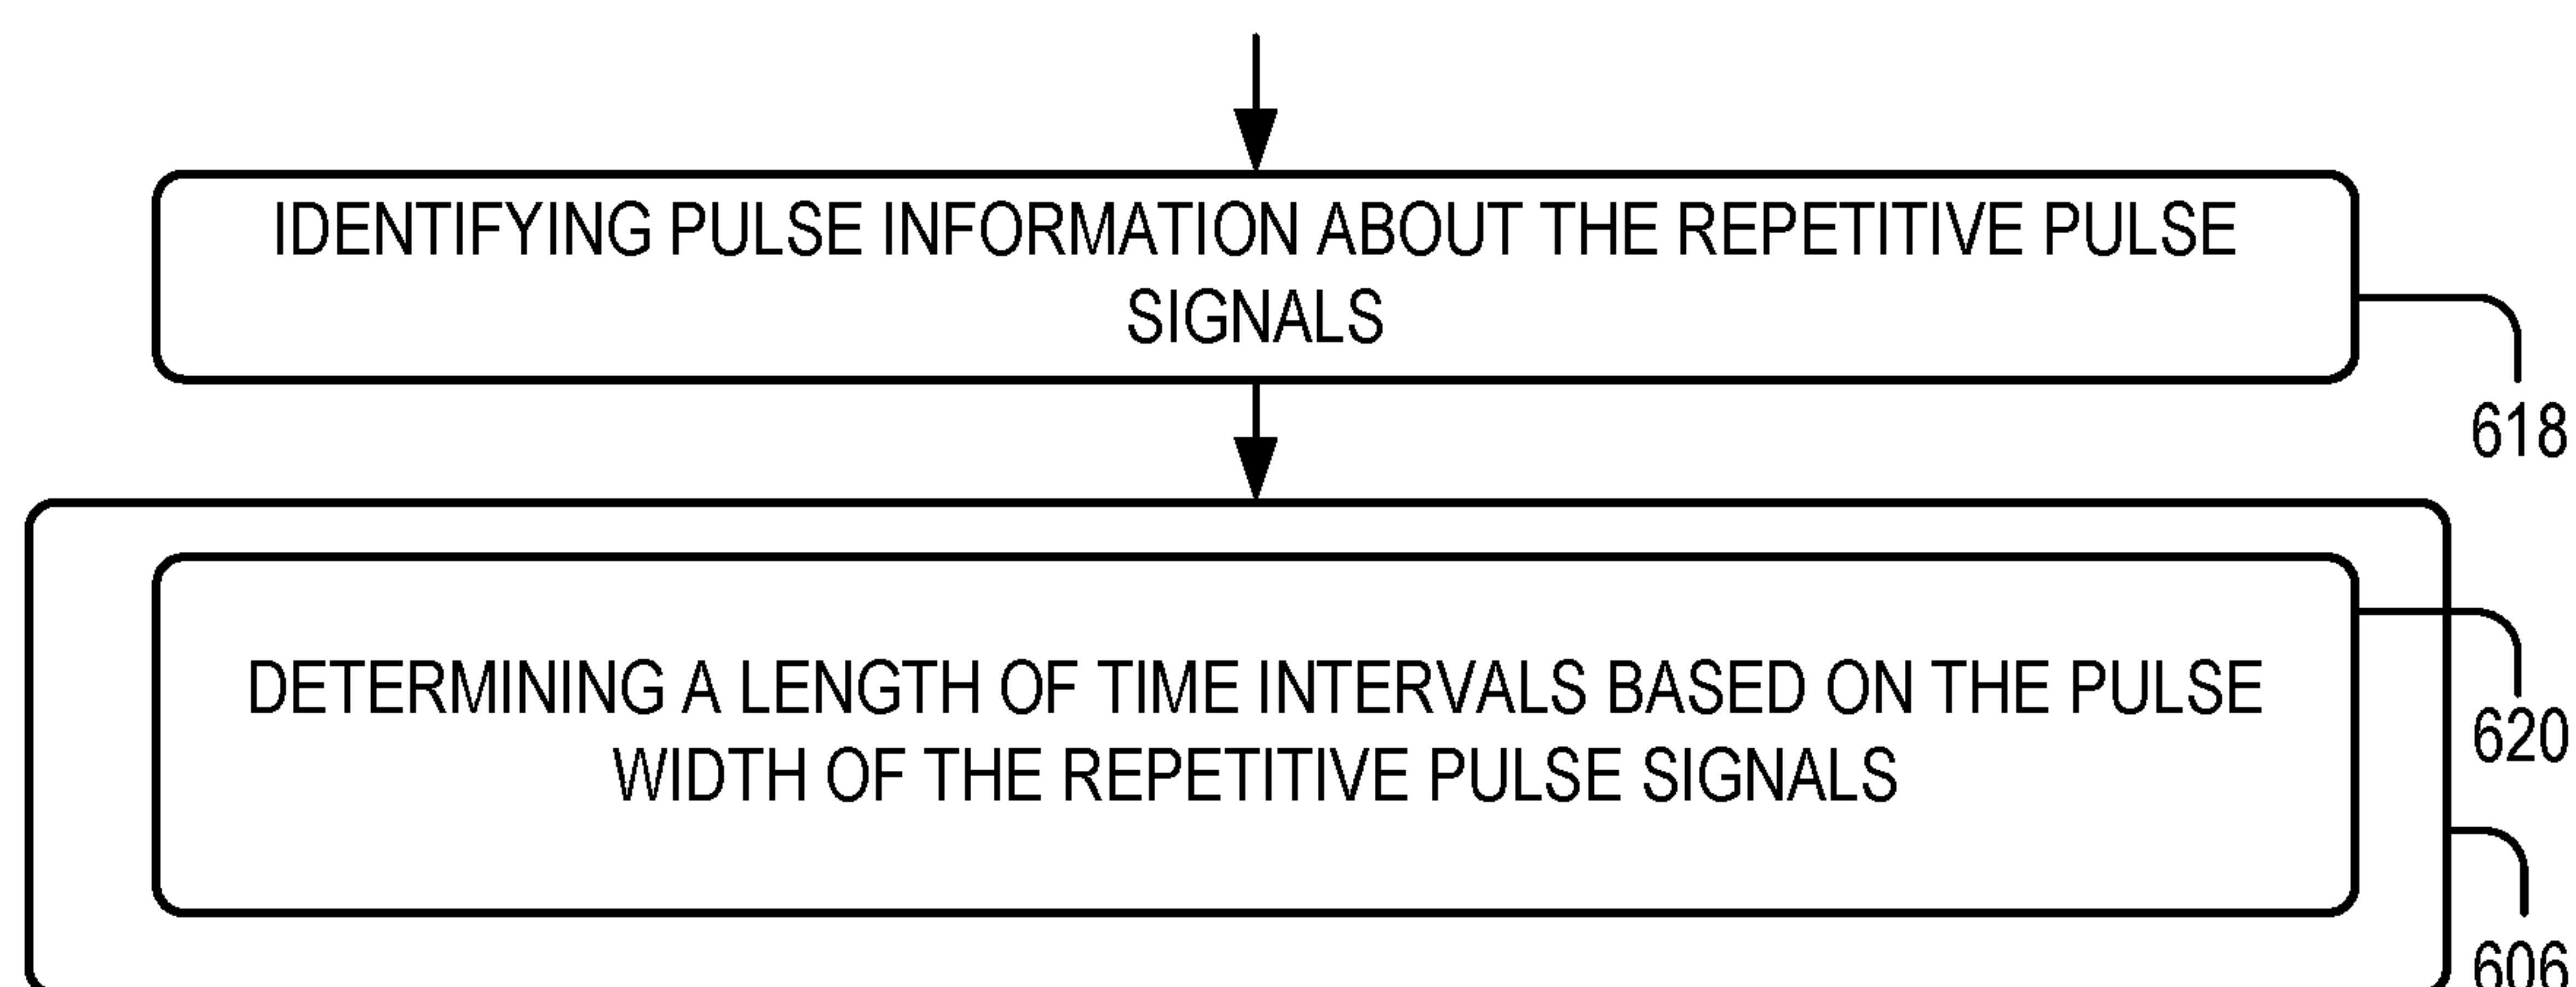 IDENTIFYING PULSE INFORMATION ABOUT THE REPETITIVE PULSE
SIGNALS
618
DETERMINING A LENGTH OF TIME INTERVALS BASED ON THE PULSE
WIDTH OF THE REPETITIVE PULSE SIGNALS
620
606